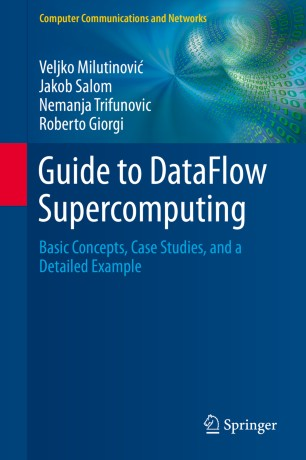 Computer Communications and Networks
Veljko Milutinović
Jakob Salom
Nemanja Trifunovic
Roberto Giorgi
Guide to DataFlow
Supercomputing
Basic Concepts, Case Studies, and a
Detailed Example
Springer